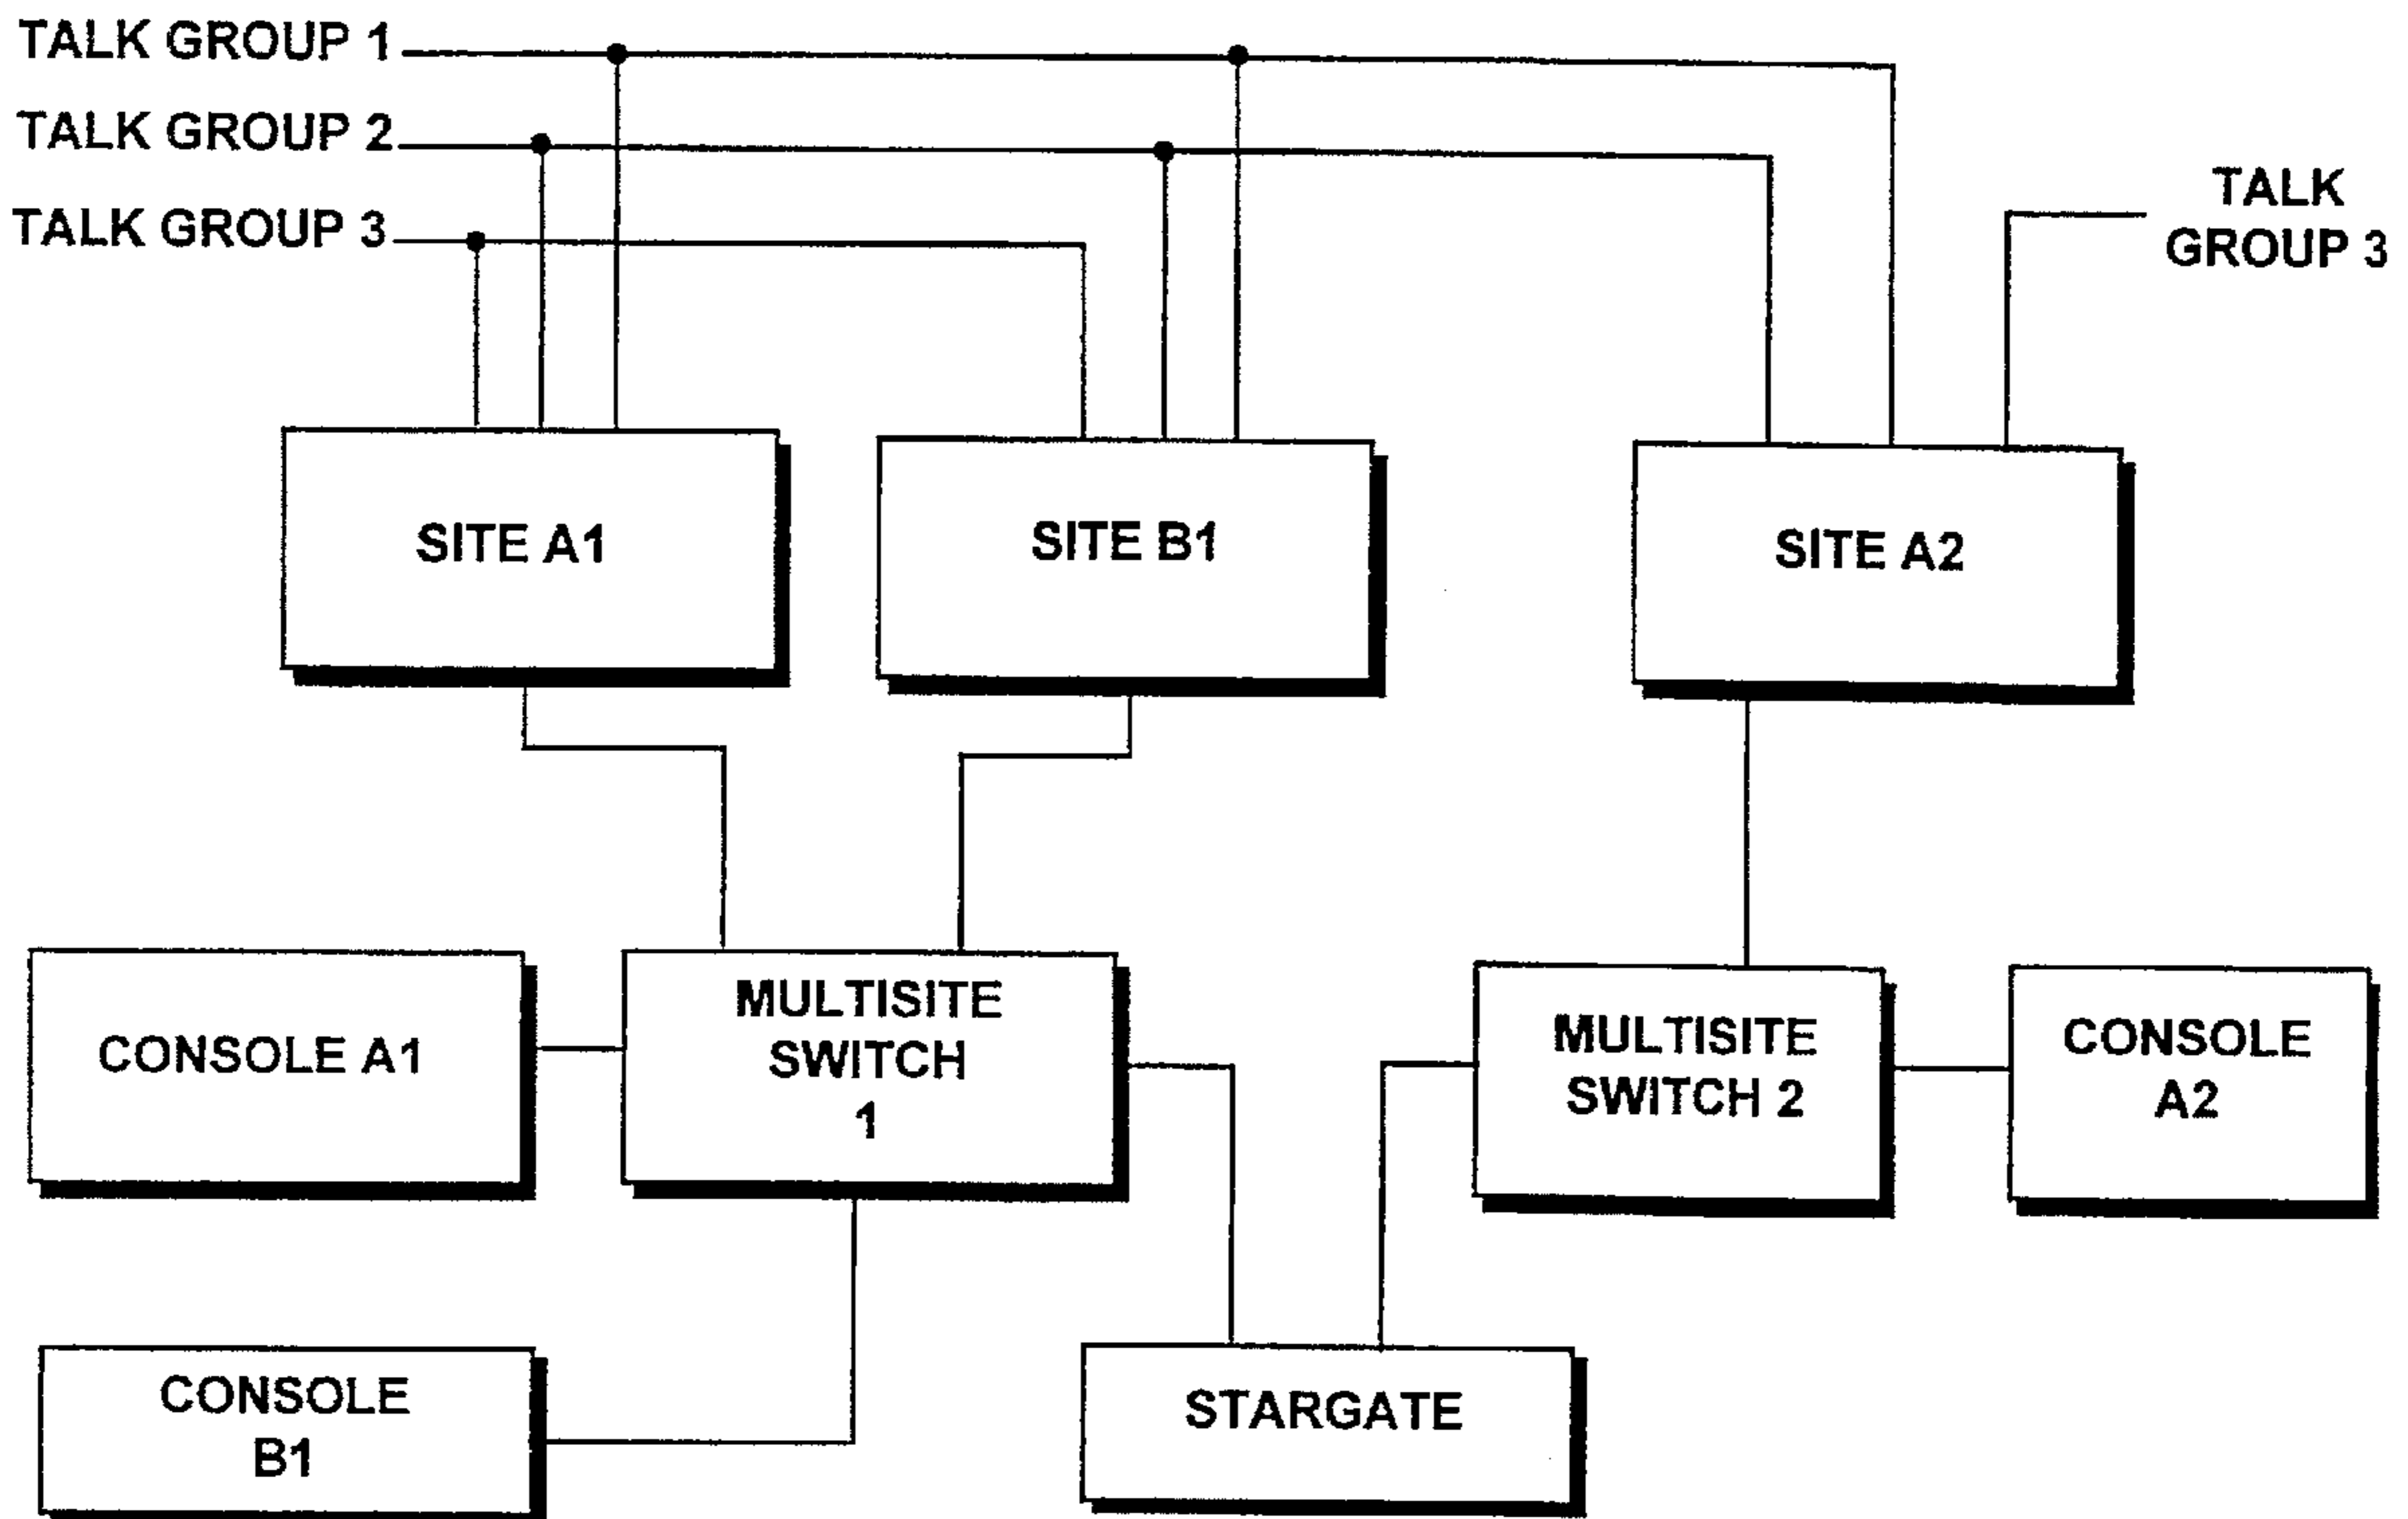 TALK GROUP 1
TALK GROUP 2
TALK GROUP 3
TALK
GROUP 3
SITE A1
SITE B1
SITE A2
CONSOLE A1
MULTISITE
SWITCH
1
MULTISITE
SWITCH 2
CONSOLE
A2
CONSOLE
B1
STARGATE